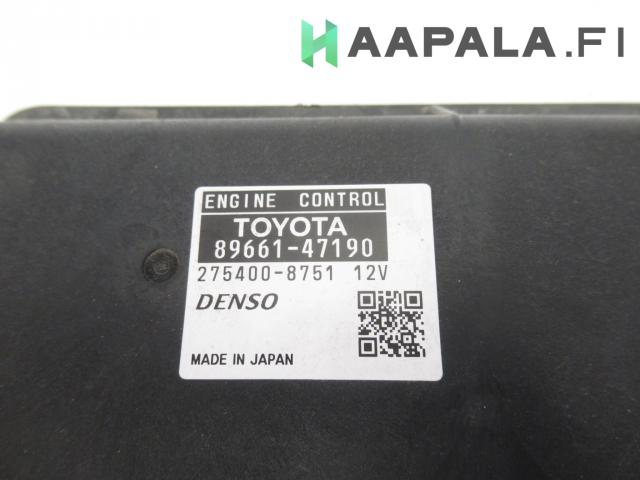 HAAPALA.FI
ENGINE CONTROL
TOYOTA
89661-47190
275400-8751 12V
DENSO
MADE IN JAPAN